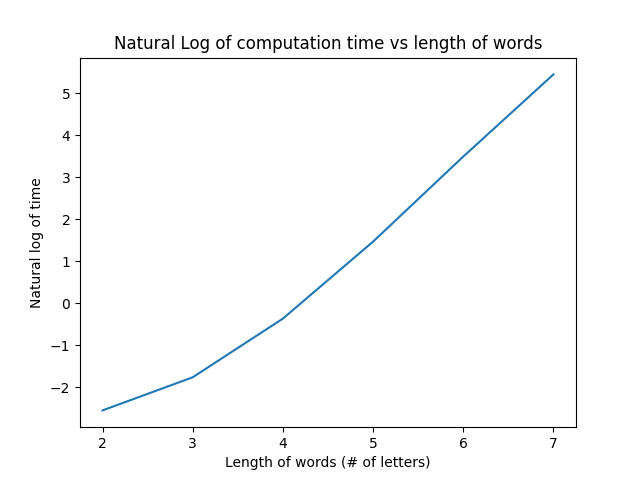 Natural Log of computation time vs length of words
5
4
3
2
1
0
−1
−2
Natural log of time
2 3 4 5 6 7
Length of words (# of letters)